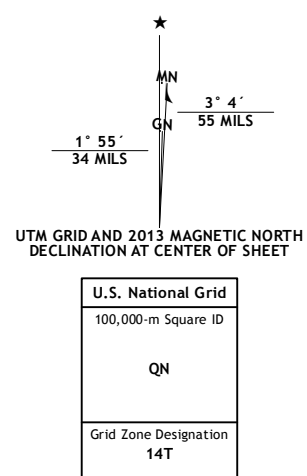 MN
3° 4´
55 MILS
GN
1° 55´
34 MILS
UTM GRID AND 2013 MAGNETIC NORTH
DECLINATION AT CENTER OF SHEET
U.S. National Grid
100,000-m Square ID
QN
Grid Zone Designation
14T